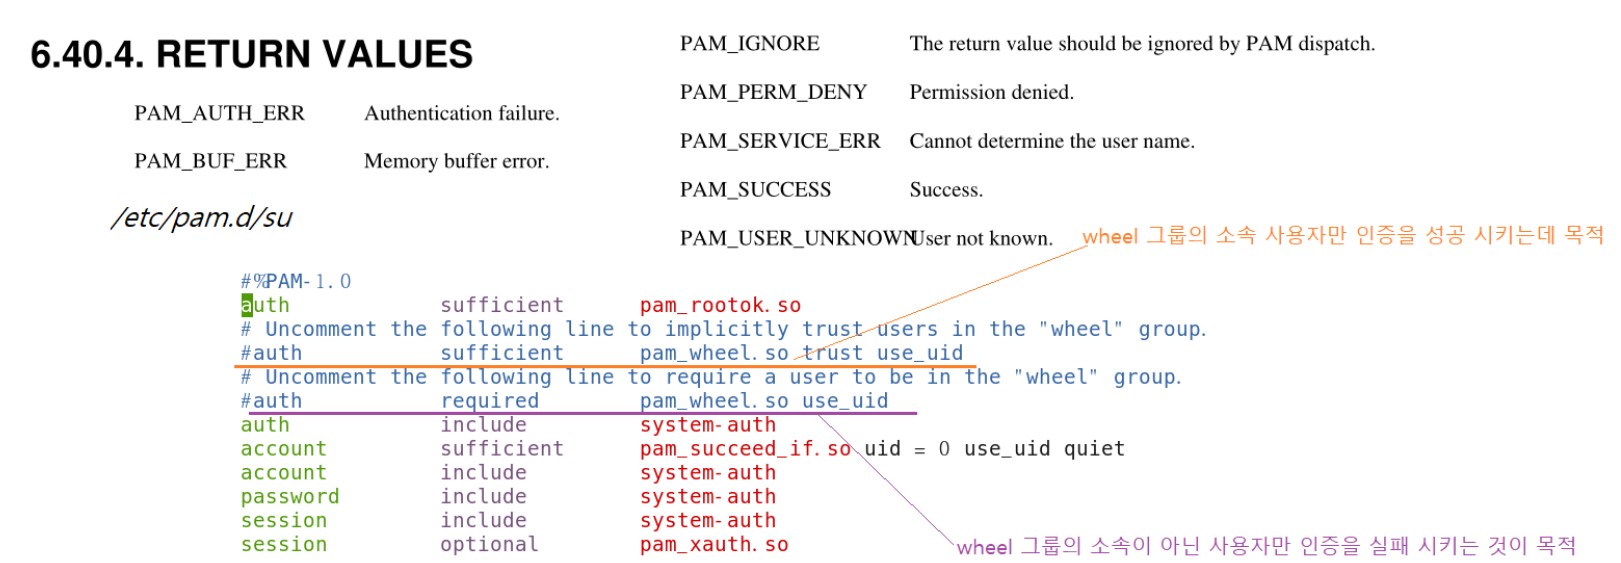 6.40.4. RETURN VALUES
PAM_AUTH_ERR Authentication failure.
PAM_BUF_ERR Memory buffer error.
PAM_IGNORE The return value should be ignored by PAM dispatch.
PAM_PERM_DENY Permission denied.
PAM_SERVICE_ERR Cannot determine the user name.
PAM_SUCCESS Success.
PAM_USER_UNKNOWN User not known.
wheel 그룹의 소속 사용자만 인증을 성공 시키는데 목적
/etc/pam.d/su
#%PAM-1.0
auth sufficient pam_rootok.so
# Uncomment the following line to implicitly trust users in the "wheel" group.
#auth sufficient pam_wheel.so trust use_uid
# Uncomment the following line to require a user to be in the "wheel" group.
#auth required pam_wheel.so use_uid
auth include system-auth
account sufficient pam_succeed_if.so uid = 0 use_uid quiet
account include system-auth
password include system-auth
session include system-auth
session optional pam_xauth.so
wheel 그룹의 소속이 아닌 사용자만 인증을 실패 시키는 것이 목적